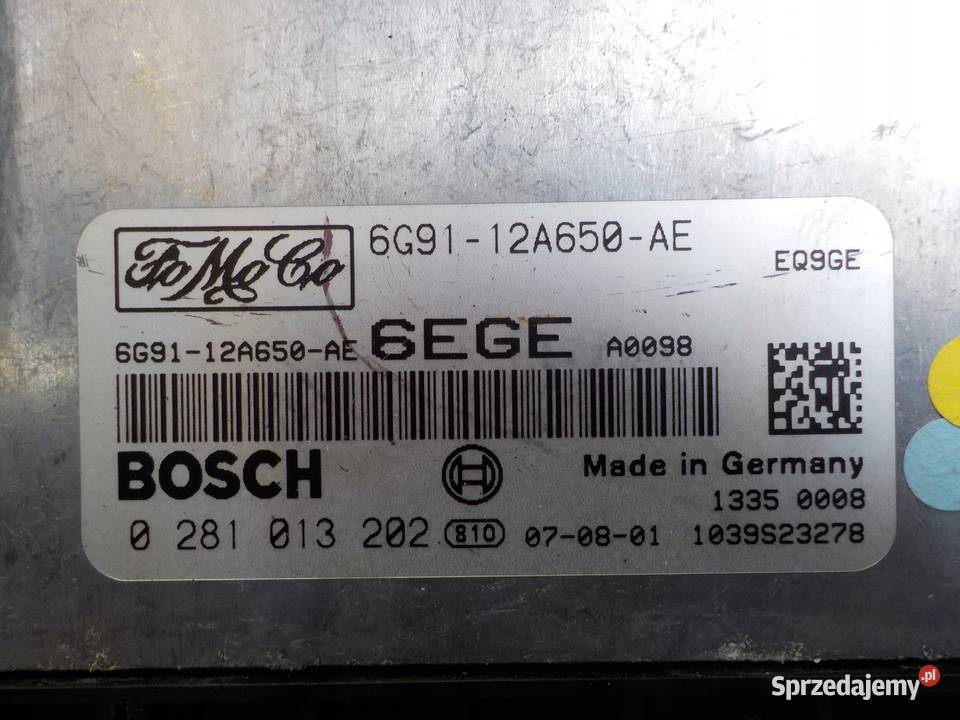 FoMoCo 6G91-12A650-AE
EQ9GE
6G91-12A650-AE 6EGE A0098
BOSCH Made in Germany
1335 0008
0 281 013 202 810 07-08-01 1039S23278
Sprzedajemy.pl